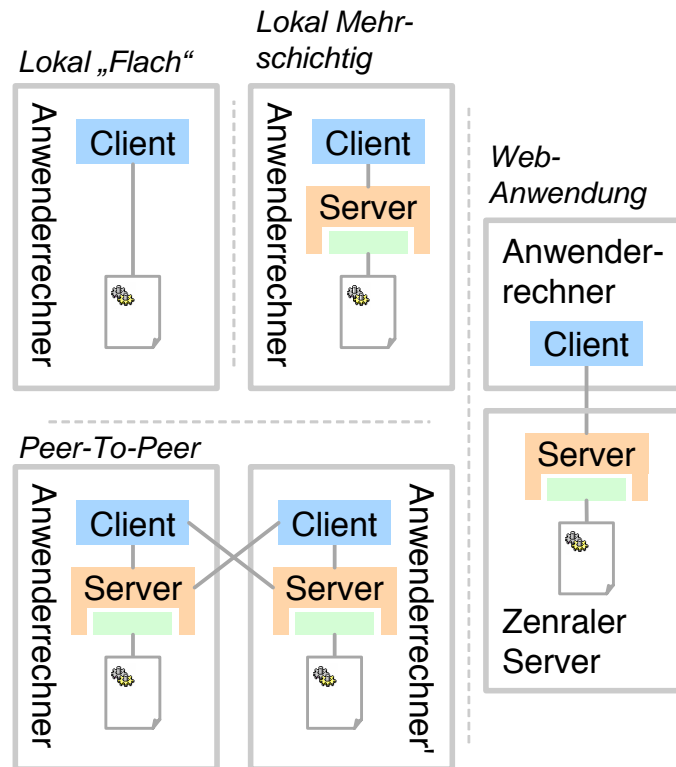 Lokal „Flach“
Anwenderrechner
Client
Lokal Mehr-
schichtig
Anwenderrechner
Client
Server
Web-
Anwendung
Anwender-
rechner
Client
Server
Zenraler
Server
Peer-To-Peer
Anwenderrechner
Client
Server
Client
Server
Anwenderrechner'